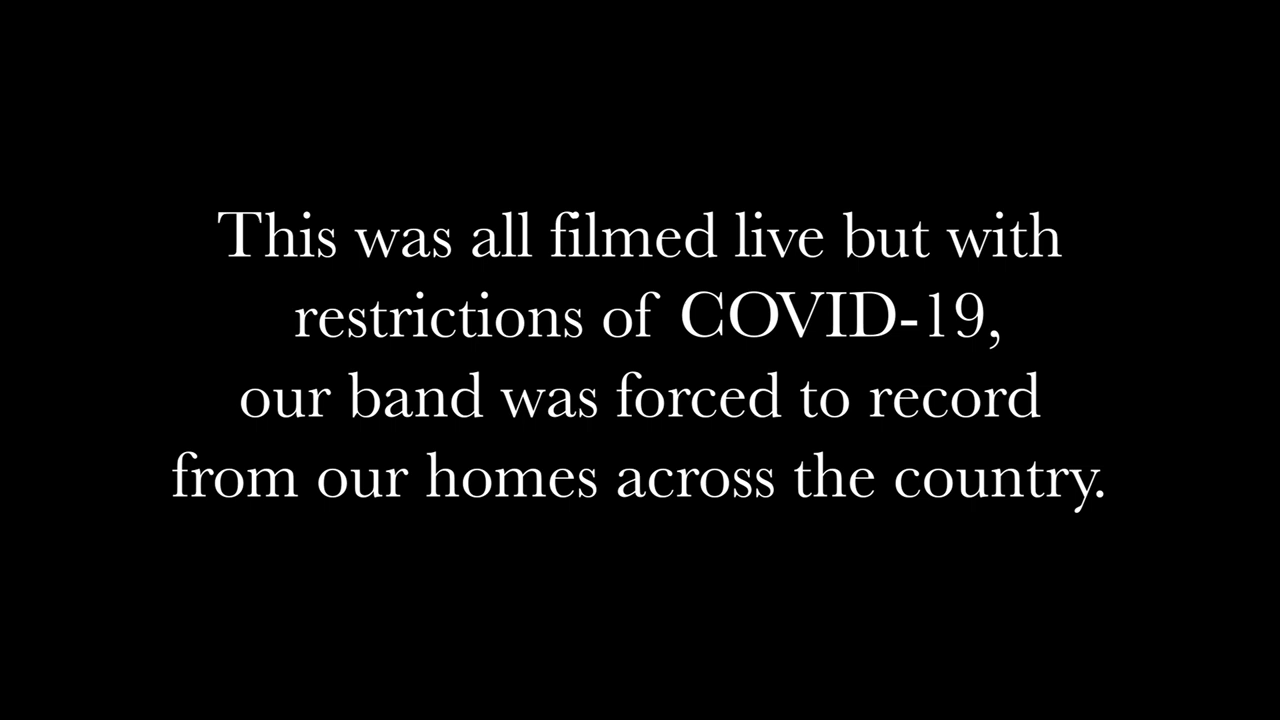 This was all filmed live but with
restrictions of COVID-19,
our band was forced to record
from our homes across the country.